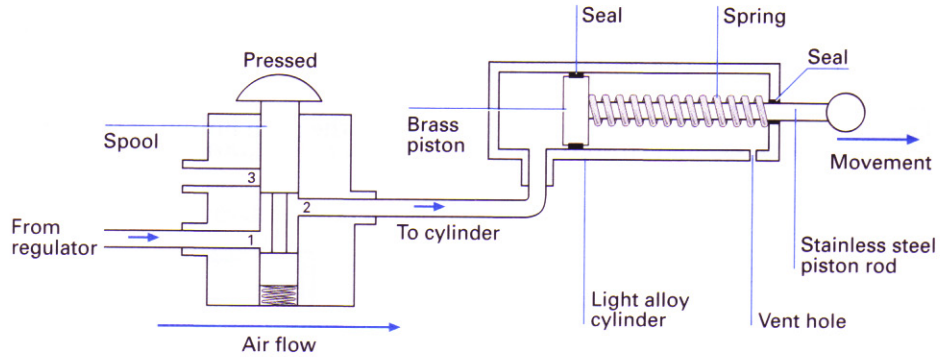 Seal
Spring
Pressed
Seal
Spool
Brass
piston
Movement
3
2
From
regulator
1
To cylinder
Stainless steel
piston rod
Light alloy
cylinder
Vent hole
Air flow